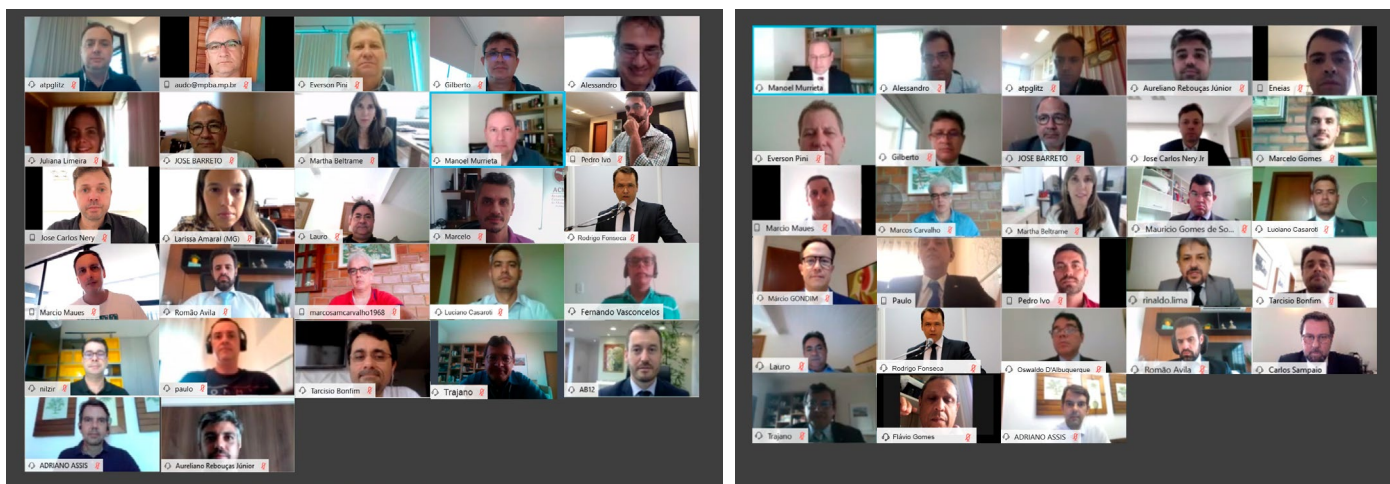 atpglitz
audo@mpba.mp.br
Everson Pini
Gilberto
Alessandro
Juliana Limeira
JOSE BARRETO
Martha Beltrame
Manoel Murrieta
Pedro Ivo
Jose Carlos Nery
Larissa Amaral (MG)
Lauro
Marcelo
Rodrigo Fonseca
Marcio Maues
Romão Avila
marcosamcarvalho1968
Luciano Casaroti
Fernando Vasconcelos
nilzir
paulo
Tarcisio Bonfim
Trajano
AB12
ADRIANO ASSIS
Aureliano Rebouças Júnior
Manoel Murrieta
Alessandro
atpglitz
Aureliano Rebouças Júnior
Eneias
Everson Pini
Gilberto
JOSE BARRETO
Jose Carlos Nery Jr
Marcelo Gomes
Marcio Maues
Marcos Carvalho
Martha Beltrame
Mauricio Gomes de So...
Luciano Casaroti
Márcio GONDIM
Paulo
Pedro Ivo
rinaldo.lima
Tarcisio Bonfim
Lauro
Rodrigo Fonseca
Oswaldo D'Albuquerque
Romão Avila
Carlos Sampaio
Trajano
Flávio Gomes
ADRIANO ASSIS